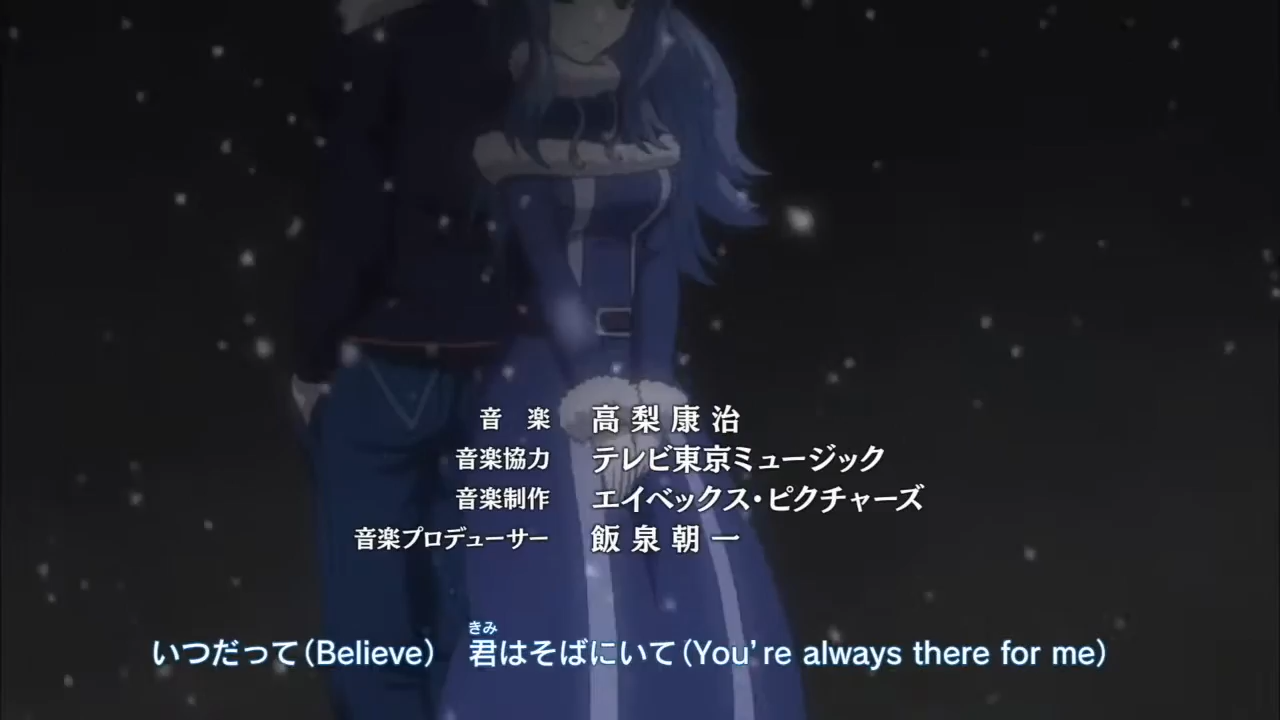 音　楽　高梨康治
音楽協力　テレビ東京ミュージック
音楽制作　エイベックス・ピクチャーズ
音楽プロデューサー　飯泉朝一
きみ
いつだって(Believe)　君はそばにいて(You're always there for me)